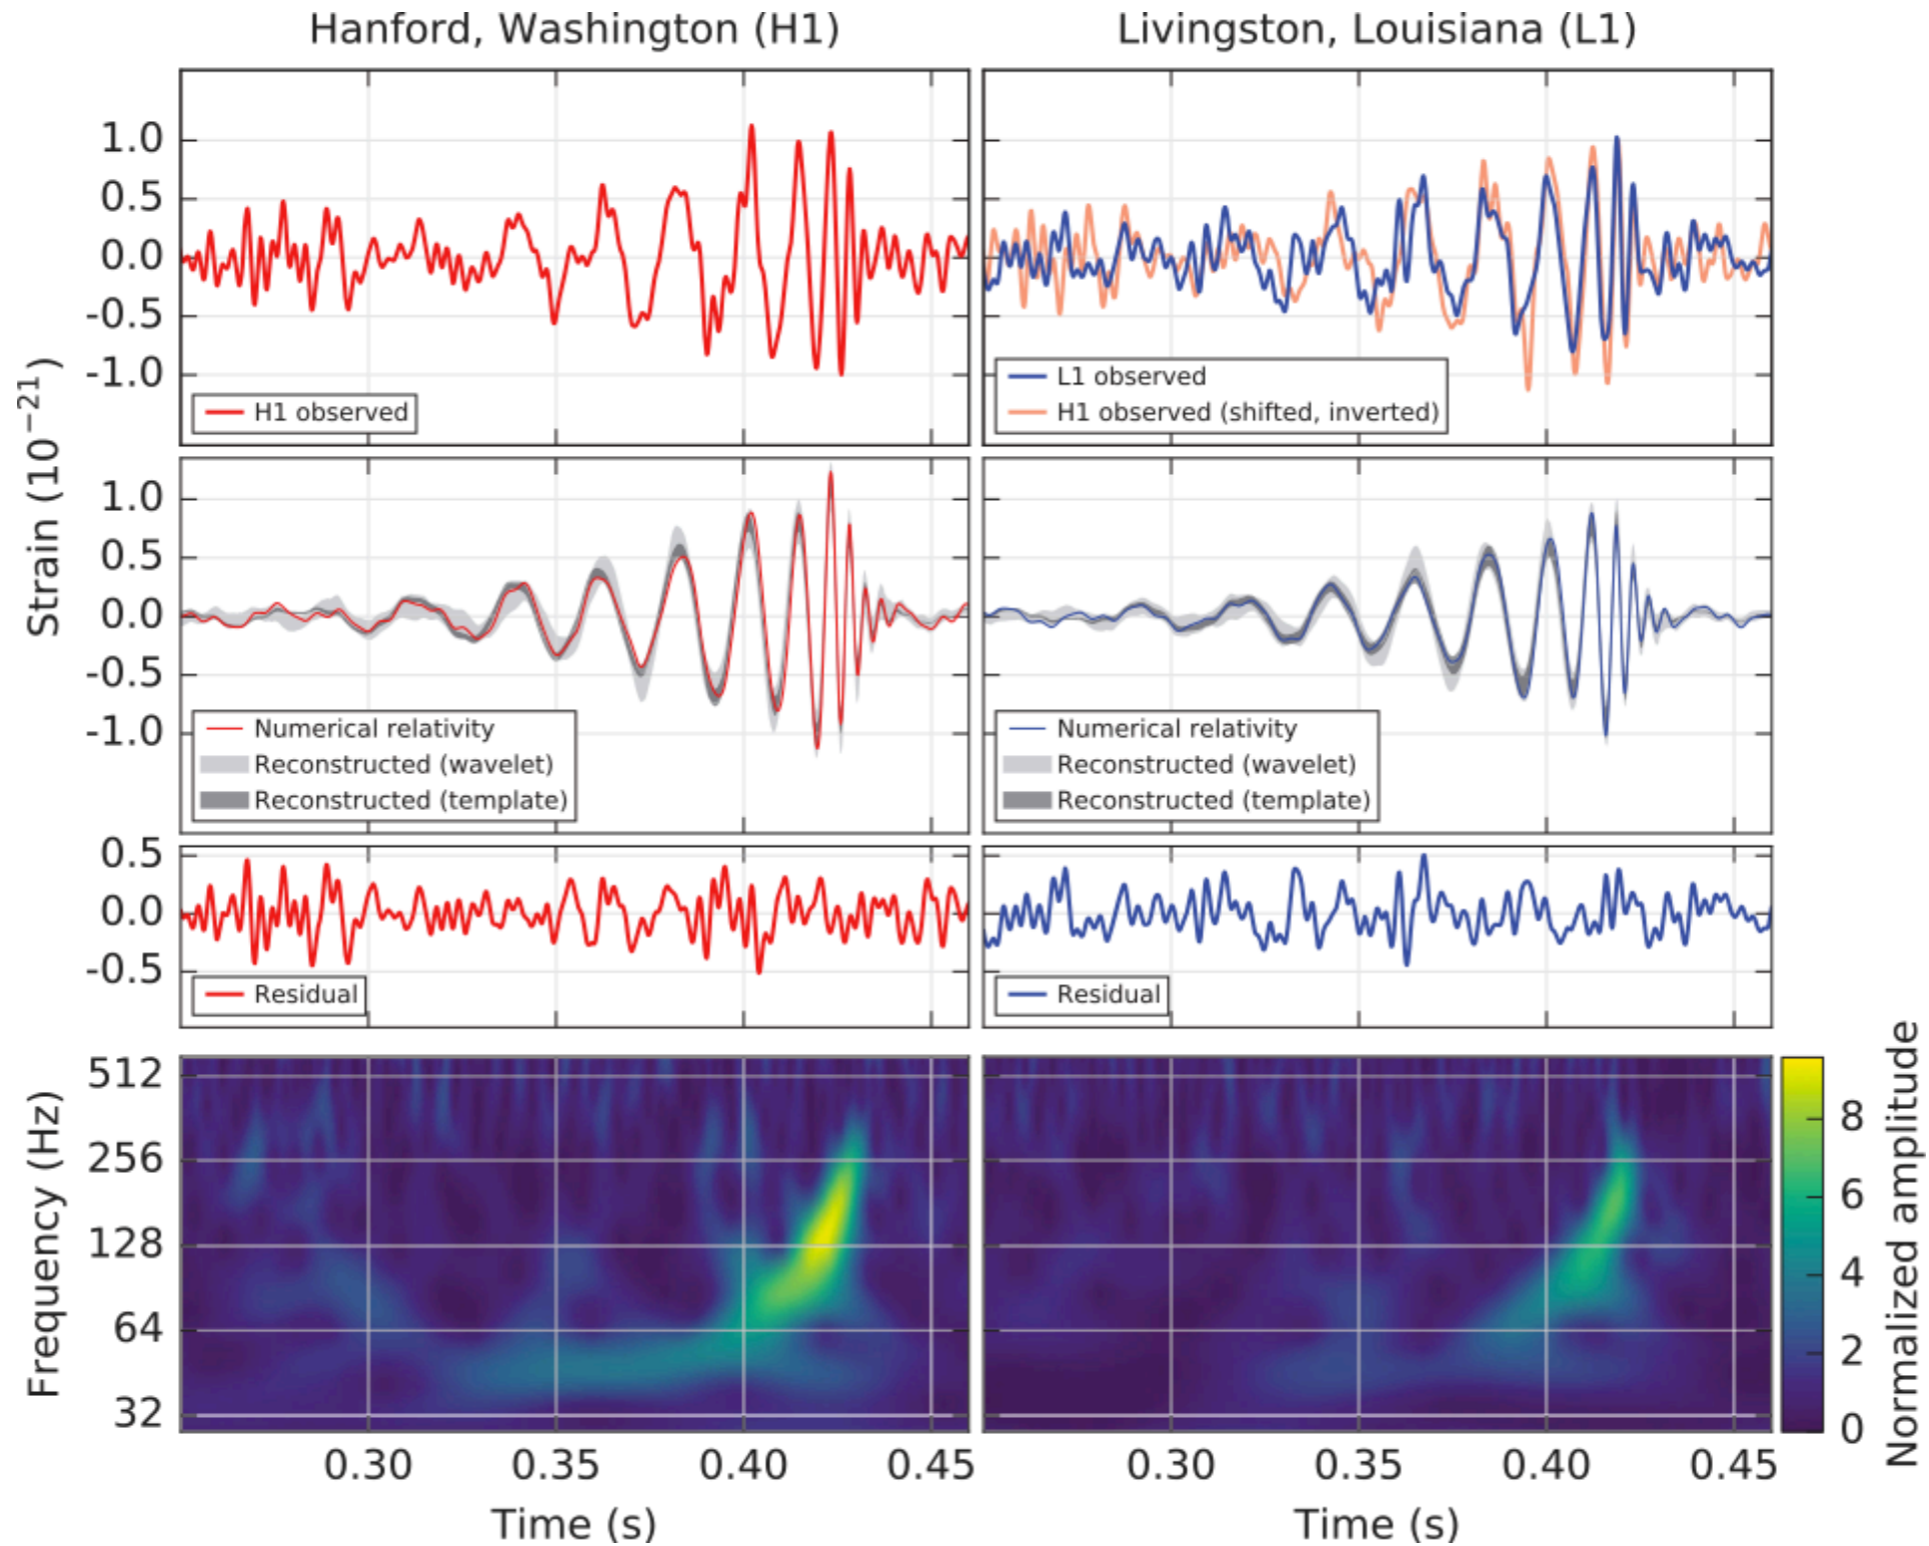 Hanford, Washington (H1)
Livingston, Louisiana (L1)
Strain (10⁻²¹)
1.0
0.5
0.0
-0.5
-1.0
H1 observed
L1 observed
H1 observed (shifted, inverted)
1.0
0.5
0.0
-0.5
-1.0
Numerical relativity
Reconstructed (wavelet)
Reconstructed (template)
Numerical relativity
Reconstructed (wavelet)
Reconstructed (template)
0.5
0.0
-0.5
Residual
Residual
Frequency (Hz)
512
256
128
64
32
Normalized amplitude
8
6
4
2
0
0.30 0.35 0.40 0.45
0.30 0.35 0.40 0.45
Time (s)
Time (s)